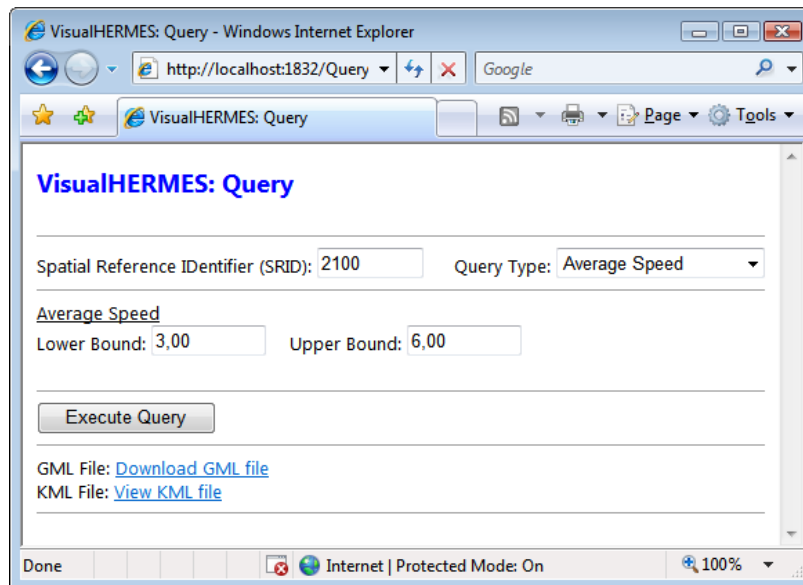 VisualHERMES: Query - Windows Internet Explorer
http://localhost:1832/Query Google
VisualHERMES: Query Page Tools
VisualHERMES: Query
Spatial Reference IDentifier (SRID): 2100 Query Type: Average Speed
Average Speed
Lower Bound: 3,00 Upper Bound: 6,00
Execute Query
GML File: Download GML file
KML File: View KML file
Done Internet | Protected Mode: On 100%